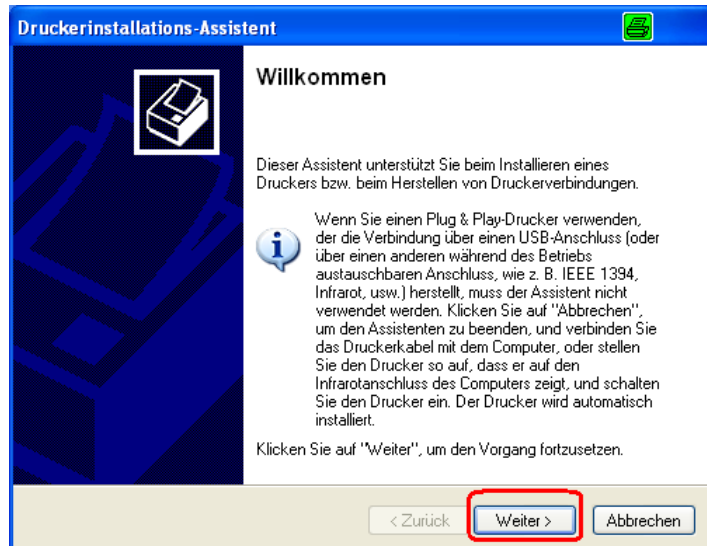 Druckerinstallations-Assistent
Willkommen
Dieser Assistent unterstützt Sie beim Installieren eines
Druckers bzw. beim Herstellen von Druckerverbindungen.
Wenn Sie einen Plug & Play-Drucker verwenden,
der die Verbindung über einen USB-Anschluss (oder
über einen anderen während des Betriebs
austauschbaren Anschluss, wie z. B. IEEE 1394,
Infrarot, usw.) herstellt, muss der Assistent nicht
verwendet werden. Klicken Sie auf "Abbrechen",
um den Assistenten zu beenden, und verbinden Sie
das Druckerkabel mit dem Computer, oder stellen
Sie den Drucker so auf, dass er auf den
Infrarotanschluss des Computers zeigt, und schalten
Sie den Drucker ein. Der Drucker wird automatisch
installiert.
Klicken Sie auf "Weiter", um den Vorgang fortzusetzen.
< Zurück Weiter > Abbrechen